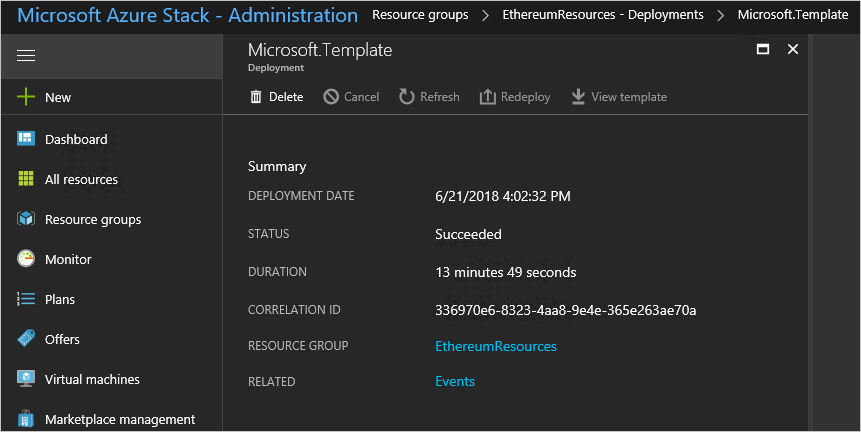 Microsoft Azure Stack - Administration Resource groups EthereumResources - Deployments Microsoft.Template
Microsoft.Template
Deployment
New
Delete Cancel Refresh Redeploy View template
Dashboard
All resources
Resource groups
Monitor
Plans
Offers
Virtual machines
Marketplace management
Summary
DEPLOYMENT DATE 6/21/2018 4:02:32 PM
STATUS Succeeded
DURATION 13 minutes 49 seconds
CORRELATION ID 336970e6-8323-4aa8-9e4e-365e263ae70a
RESOURCE GROUP EthereumResources
RELATED Events